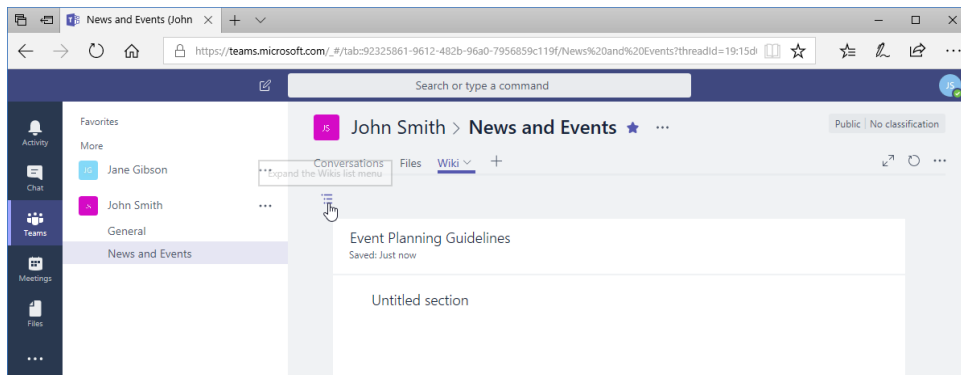 News and Events (John
https://teams.microsoft.com/_#/tab::92325861-9612-482b-96a0-7956859c119f/News%20and%20Events?threadId=19:15d
Search or type a command
JS
Activity
Chat
Teams
Meetings
Files
Favorites
More
JG Jane Gibson
JS John Smith
General
News and Events
JS John Smith > News and Events
Public No classification
Conversations Files Wiki
Expand the Wikis list menu
Event Planning Guidelines
Saved: Just now
Untitled section